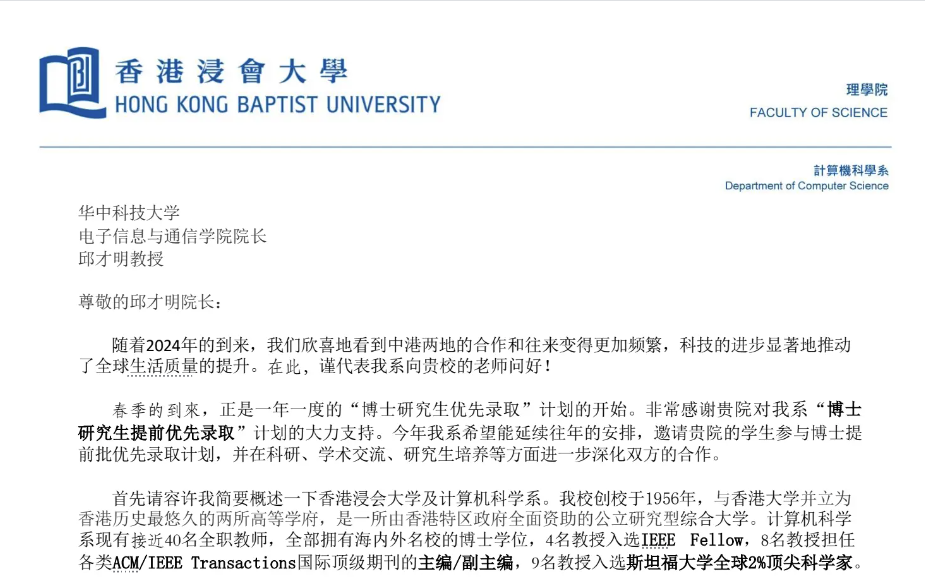 香港浸會大學
HONG KONG BAPTIST UNIVERSITY
理學院
FACULTY OF SCIENCE
計算機科學系
Department of Computer Science
华中科技大学
电子信息与通信学院院长
邱才明教授
尊敬的邱才明院长：
随着2024年的到来，我们欣喜地看到中港两地的合作和往来变得更加频繁，科技的进步显著地推动
了全球生活质量的提升。在此，谨代表我系向贵校的老师问好！
春季的到來，正是一年一度的“博士研究生优先录取”计划的开始。非常感谢贵院对我系“博士
研究生提前优先录取”计划的大力支持。今年我系希望能延续往年的安排，邀请贵院的学生参与博士提
前批优先录取计划，并在科研、学术交流、研究生培养等方面进一步深化双方的合作。
首先请容许我简要概述一下香港浸会大学及计算机科学系。我校创校于1956年，与香港大学并立为
香港历史最悠久的两所高等学府，是一所由香港特区政府全面资助的公立研究型综合大学。计算机科学
系现有接近40名全职教师，全部拥有海内外名校的博士学位，4名教授入选IEEE Fellow，8名教授担任
各类ACM/IEEE Transactions国际顶级期刊的主编/副主编，9名教授入选斯坦福大学全球2%顶尖科学家。